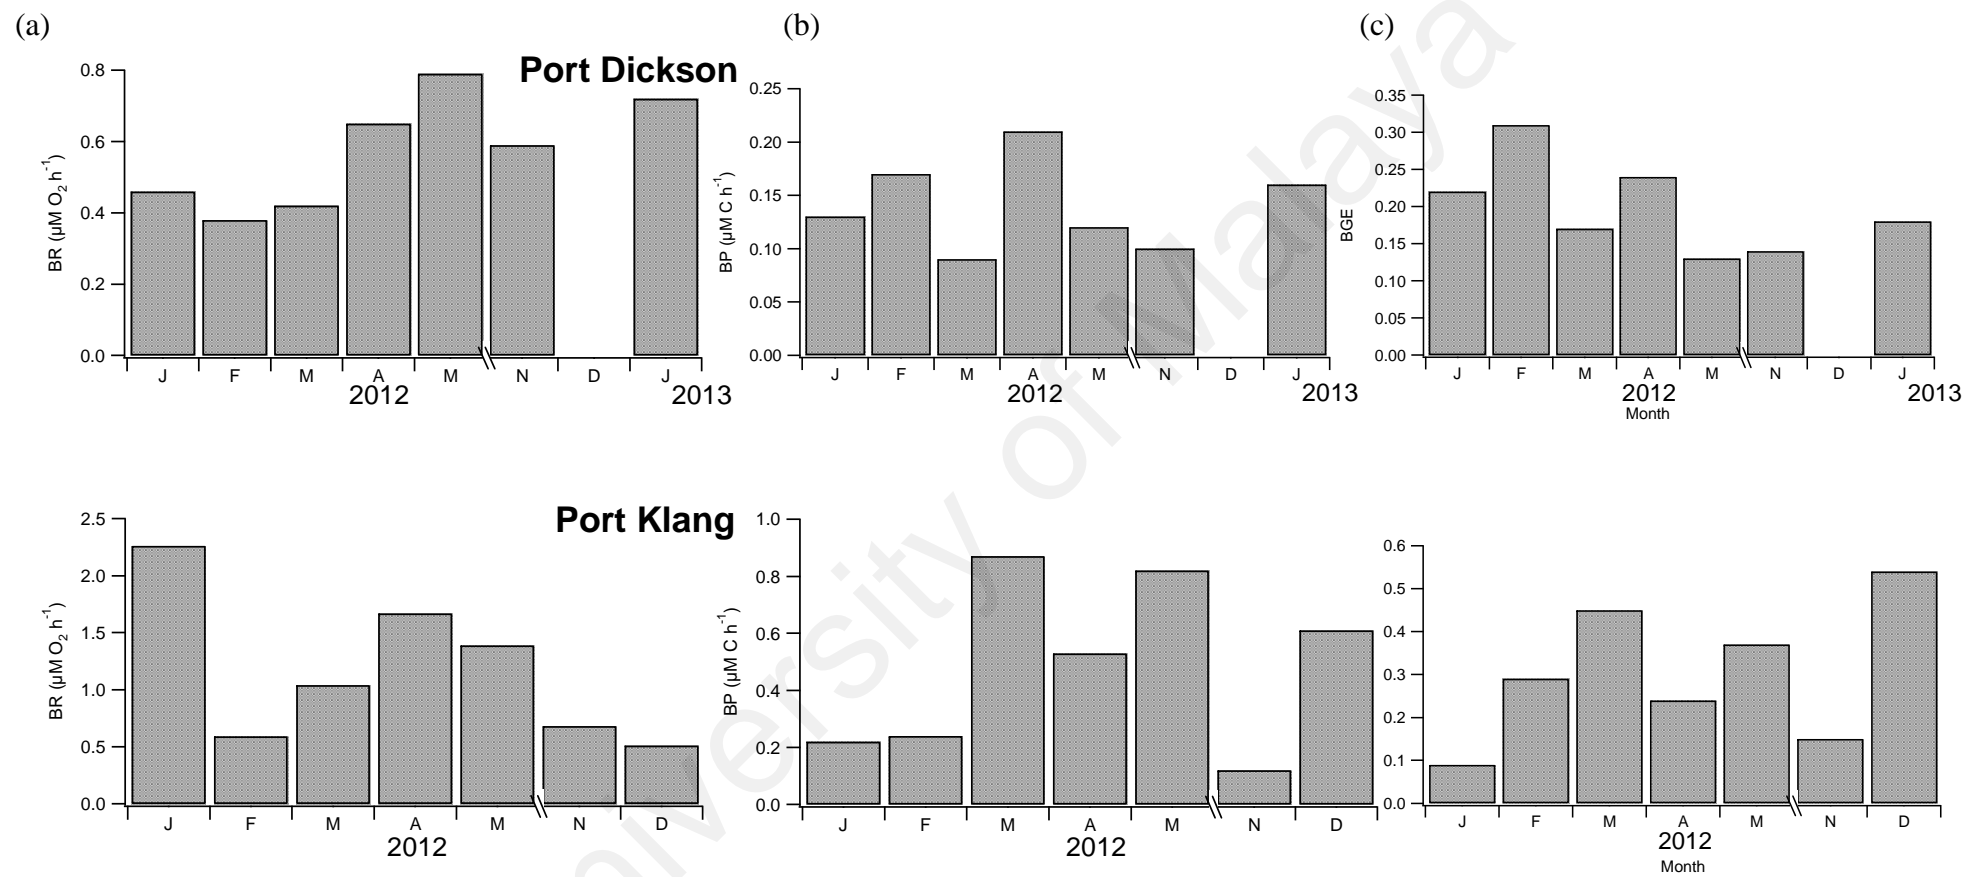 (a)
(b)
(c)
Port Dickson
BR (µM O2 h-1)
0.8
0.6
0.4
0.2
0.0
J F M A M N D J
2012
2013
BP (µM C h-1)
0.25
0.20
0.15
0.10
0.05
0.00
J F M A M N D J
2012
2013
BGE
0.35
0.30
0.25
0.20
0.15
0.10
0.05
0.00
J F M A M N D J
2012
2013
Month
Port Klang
BR (µM O2 h-1)
2.5
2.0
1.5
1.0
0.5
0.0
J F M A M N D
2012
BP (µM C h-1)
1.0
0.8
0.6
0.4
0.2
0.0
J F M A M N D
2012
0.6
0.5
0.4
0.3
0.2
0.1
0.0
J F M A M N D
2012
Month
iversity of Malaya